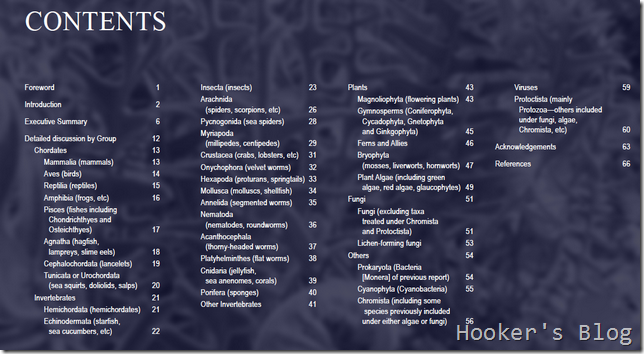 CONTENTS
Foreword 1
Introduction 2
Executive Summary 6
Detailed discussion by Group 12
Chordates 13
Mammalia (mammals) 13
Aves (birds) 14
Reptilia (reptiles) 15
Amphibia (frogs, etc) 16
Pisces (fishes including
Chondrichthyes and
Osteichthyes) 17
Agnatha (hagfish,
lampreys, slime eels) 18
Cephalochordata (lancelets) 19
Tunicata or Urochordata
(sea squirts, doliolids, salps) 20
Invertebrates 21
Hemichordata (hemichordates) 21
Echinodermata (starfish,
sea cucumbers, etc) 22
Insecta (insects) 23
Arachnida
(spiders, scorpions, etc) 26
Pycnogonida (sea spiders) 28
Myriapoda
(millipedes, centipedes) 29
Crustacea (crabs, lobsters, etc) 31
Onychophora (velvet worms) 32
Hexapoda (proturans, springtails) 33
Mollusca (molluscs, shellfish) 34
Annelida (segmented worms) 35
Nematoda
(nematodes, roundworms) 36
Acanthocephala
(thorny-headed worms) 37
Platyhelminthes (flat worms) 38
Cnidaria (jellyfish,
sea anenomes, corals) 39
Porifera (sponges) 40
Other Invertebrates 41
Plants 43
Magnoliophyta (flowering plants) 43
Gymnosperms (Coniferophyta,
Cycadophyta, Gnetophyta
and Ginkgophyta) 45
Ferns and Allies 46
Bryophyta
(mosses, liverworts, hornworts) 47
Plant Algae (including green
algae, red algae, glaucophytes) 49
Fungi 51
Fungi (excluding taxa
treated under Chromista
and Protoctista) 51
Lichen-forming fungi 53
Others 54
Prokaryota (Bacteria
[Monera] of previous report) 54
Cyanophyta (Cyanobacteria) 55
Chromista (including some
species previously included
under either algae or fungi) 56
Viruses 59
Protoctista (mainly
Protozoa—others included
under fungi, algae,
Chromista, etc) 60
Acknowledgements 63
References 66
Hooker's Blog